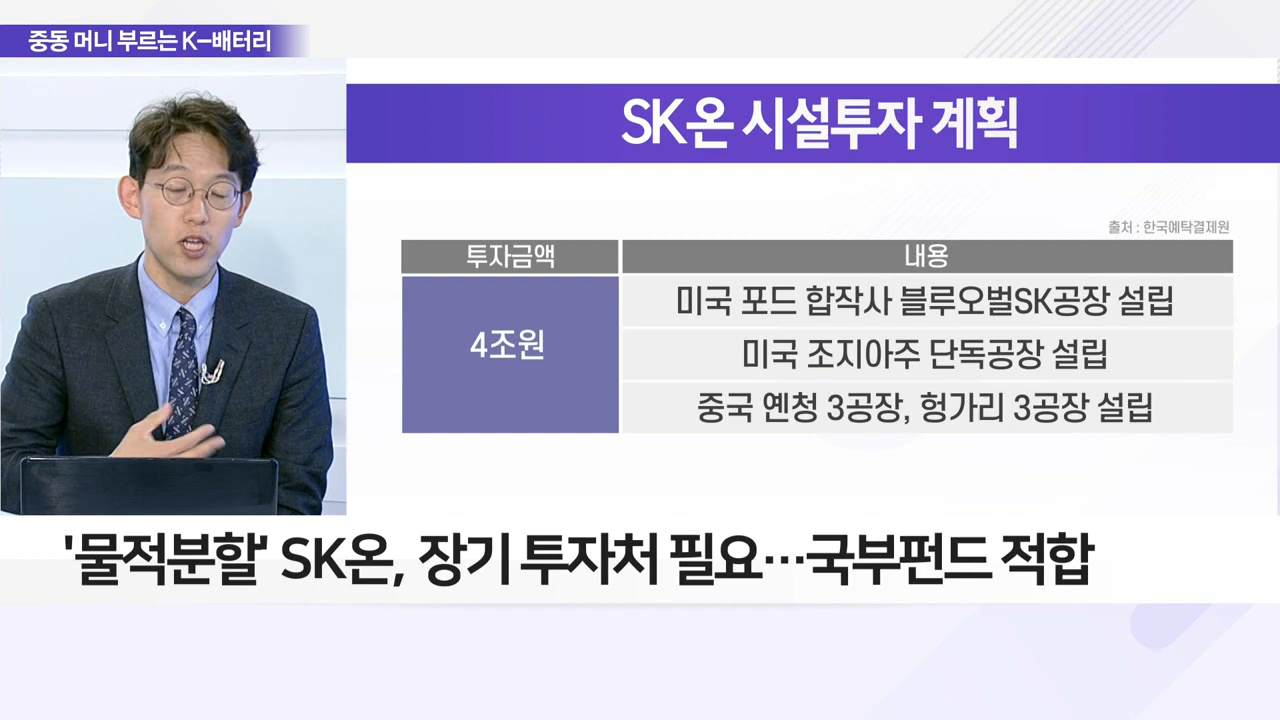 중동 머니 부르는 K-배터리
SK온 시설투자 계획
출처 : 한국예탁결제원
투자금액
내용
4조원
미국 포드 합작사 블루오벌SK공장 설립
미국 조지아주 단독공장 설립
중국 옌청 3공장, 헝가리 3공장 설립
'물적분할' SK온, 장기 투자처 필요…국부펀드 적합